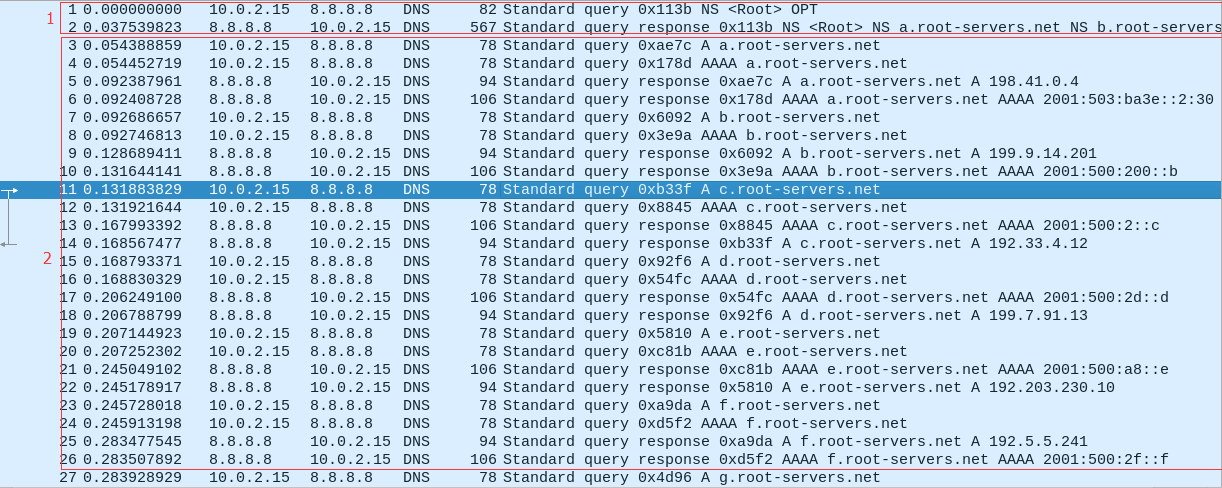 1
1 0.000000000 10.0.2.15 8.8.8.8 DNS 82 Standard query 0x113b NS <Root> OPT
2 0.037539823 8.8.8.8 10.0.2.15 DNS 567 Standard query response 0x113b NS <Root> NS a.root-servers.net NS b.root-servers
3 0.054388859 10.0.2.15 8.8.8.8 DNS 78 Standard query 0xae7c A a.root-servers.net
4 0.054452719 10.0.2.15 8.8.8.8 DNS 78 Standard query 0x178d AAAA a.root-servers.net
5 0.092387961 8.8.8.8 10.0.2.15 DNS 94 Standard query response 0xae7c A a.root-servers.net A 198.41.0.4
6 0.092408728 8.8.8.8 10.0.2.15 DNS 106 Standard query response 0x178d AAAA a.root-servers.net AAAA 2001:503:ba3e::2:30
7 0.092686657 10.0.2.15 8.8.8.8 DNS 78 Standard query 0x6092 A b.root-servers.net
8 0.092746813 10.0.2.15 8.8.8.8 DNS 78 Standard query 0x3e9a AAAA b.root-servers.net
9 0.128689411 8.8.8.8 10.0.2.15 DNS 94 Standard query response 0x6092 A b.root-servers.net A 199.9.14.201
10 0.131644141 8.8.8.8 10.0.2.15 DNS 106 Standard query response 0x3e9a AAAA b.root-servers.net AAAA 2001:500:200::b
11 0.131883829 10.0.2.15 8.8.8.8 DNS 78 Standard query 0xb33f A c.root-servers.net
12 0.131921644 10.0.2.15 8.8.8.8 DNS 78 Standard query 0x8845 AAAA c.root-servers.net
13 0.167993392 8.8.8.8 10.0.2.15 DNS 106 Standard query response 0x8845 AAAA c.root-servers.net AAAA 2001:500:2::c
14 0.168567477 8.8.8.8 10.0.2.15 DNS 94 Standard query response 0xb33f A c.root-servers.net A 192.33.4.12
2
15 0.168793371 10.0.2.15 8.8.8.8 DNS 78 Standard query 0x92f6 A d.root-servers.net
16 0.168830329 10.0.2.15 8.8.8.8 DNS 78 Standard query 0x54fc AAAA d.root-servers.net
17 0.206249100 8.8.8.8 10.0.2.15 DNS 106 Standard query response 0x54fc AAAA d.root-servers.net AAAA 2001:500:2d::d
18 0.206788799 8.8.8.8 10.0.2.15 DNS 94 Standard query response 0x92f6 A d.root-servers.net A 199.7.91.13
19 0.207144923 10.0.2.15 8.8.8.8 DNS 78 Standard query 0x5810 A e.root-servers.net
20 0.207252302 10.0.2.15 8.8.8.8 DNS 78 Standard query 0xc81b AAAA e.root-servers.net
21 0.245049102 8.8.8.8 10.0.2.15 DNS 106 Standard query response 0xc81b AAAA e.root-servers.net AAAA 2001:500:a8::e
22 0.245178917 8.8.8.8 10.0.2.15 DNS 94 Standard query response 0x5810 A e.root-servers.net A 192.203.230.10
23 0.245728018 10.0.2.15 8.8.8.8 DNS 78 Standard query 0xa9da A f.root-servers.net
24 0.245913198 10.0.2.15 8.8.8.8 DNS 78 Standard query 0xd5f2 AAAA f.root-servers.net
25 0.283477545 8.8.8.8 10.0.2.15 DNS 94 Standard query response 0xa9da A f.root-servers.net A 192.5.5.241
26 0.283507892 8.8.8.8 10.0.2.15 DNS 106 Standard query response 0xd5f2 AAAA f.root-servers.net AAAA 2001:500:2f::f
27 0.283928929 10.0.2.15 8.8.8.8 DNS 78 Standard query 0x4d96 A g.root-servers.net